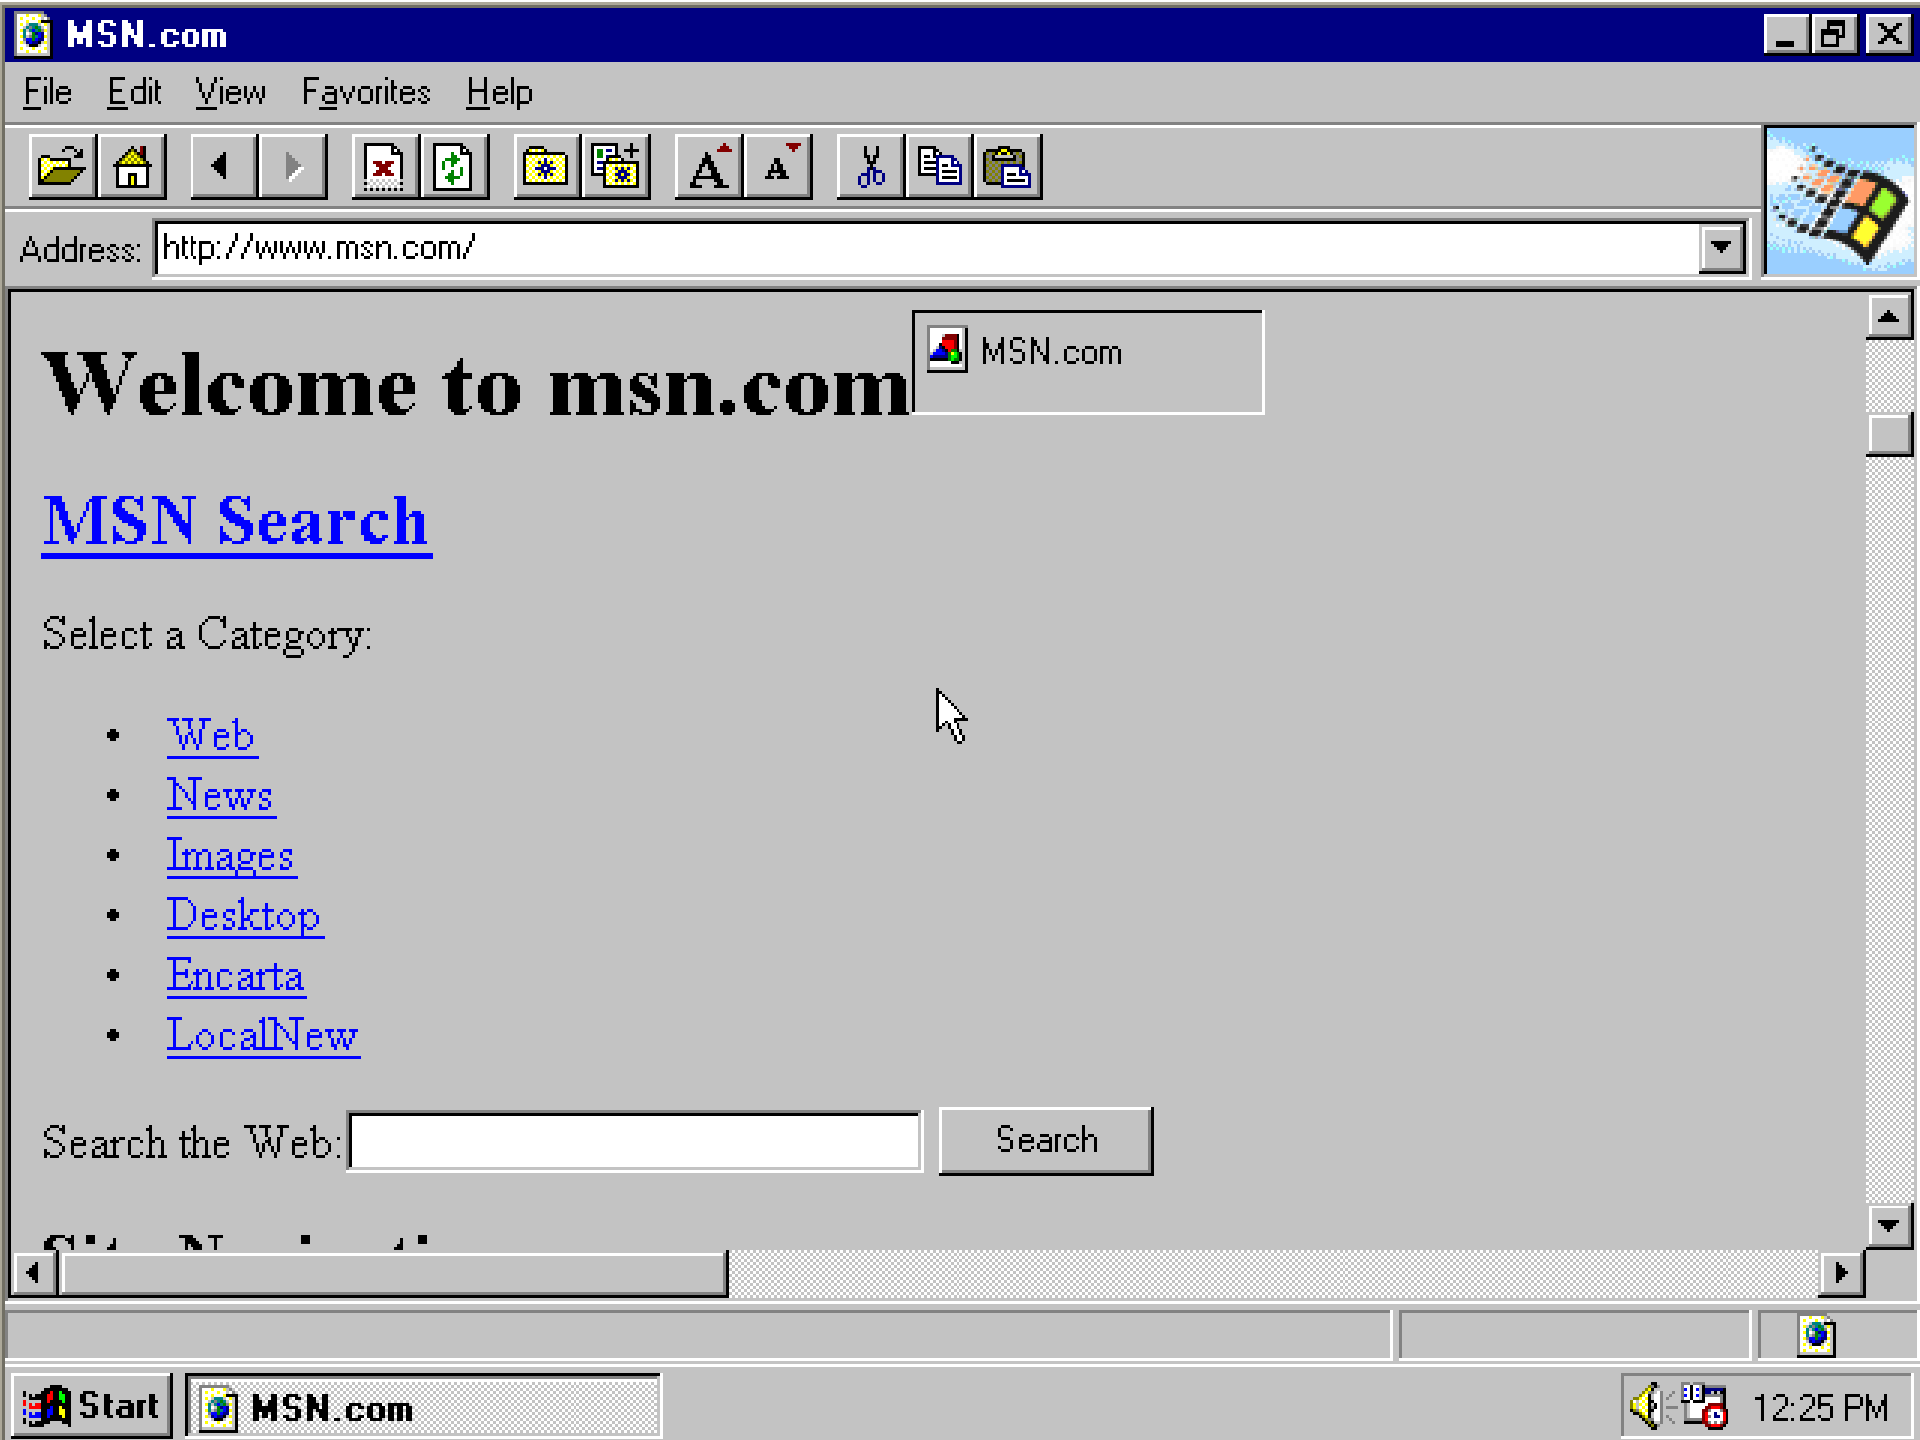 MSN.com
File Edit View Favorites Help
Address: http://www.msn.com/
Welcome to msn.com
MSN.com
MSN Search
Select a Category:
• Web
• News
• Images
• Desktop
• Encarta
• LocalNew
Search the Web: Search
Start MSN.com 12:25 PM